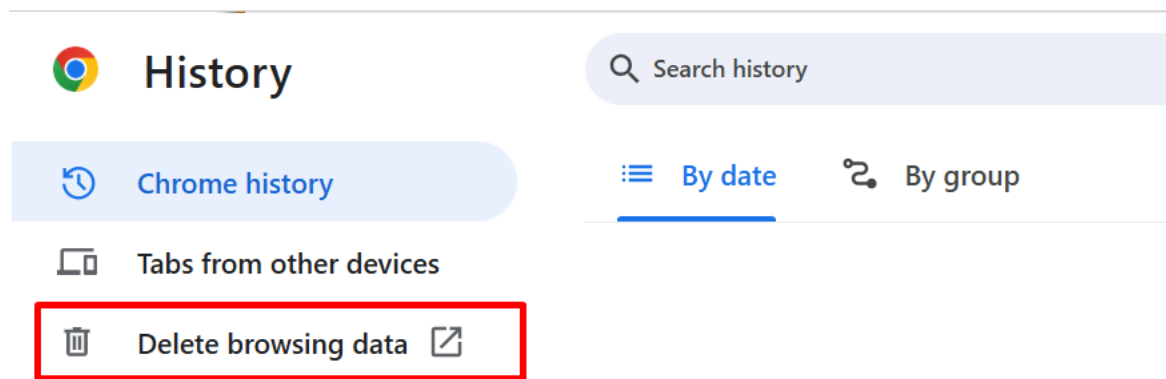 History
Search history
Chrome history
By date
By group
Tabs from other devices
Delete browsing data